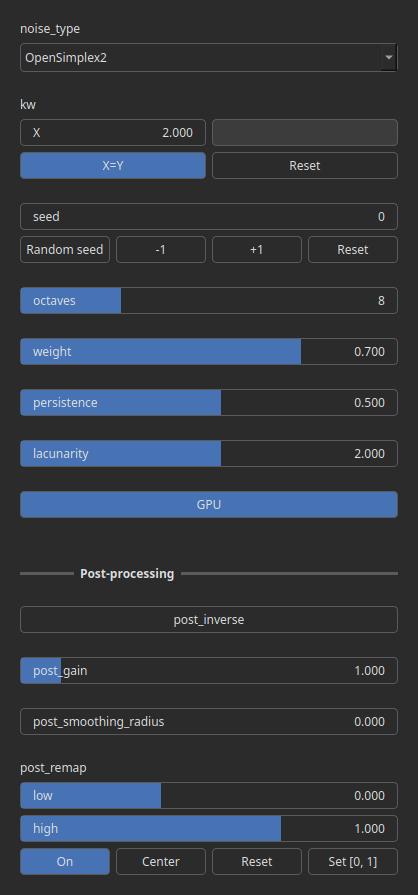 noise_type
OpenSimplex2
kw
X 2.000
X=Y Reset
seed 0
Random seed -1 +1 Reset
octaves 8
weight 0.700
persistence 0.500
lacunarity 2.000
GPU
Post-processing
post_inverse
post_gain 1.000
post_smoothing_radius 0.000
post_remap
low 0.000
high 1.000
On Center Reset Set [0, 1]